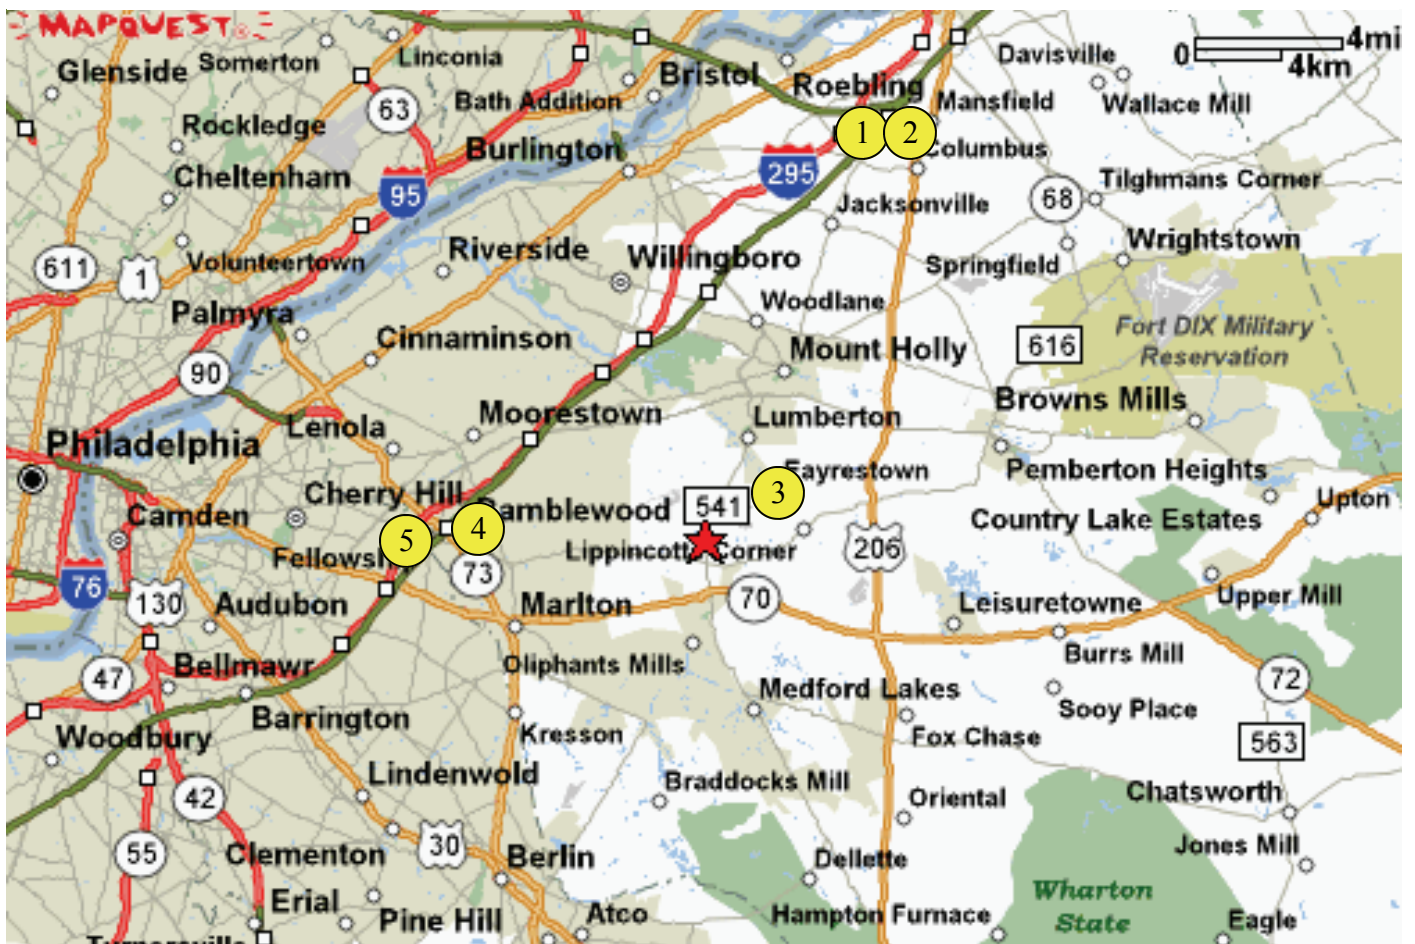 MAPQUEST
Glenside
Somerton
Linconia
Bristol
Roebling
Davisville
0
4mi
4km
63
Bath Addition
Mansfield
Wallace Mill
Rockledge
Burlington
1
2
Columbus
Cheltenham
95
295
68
Tilghmans Corner
Jacksonville
611
1
Volunteertown
Riverside
Willingboro
Springfield
Wrightstown
Palmyra
Cinnaminson
Woodlane
Mount Holly
616
Fort DIX Military
Reservation
90
Lenola
Moorestown
Lumberton
Browns Mills
Philadelphia
Cherry Hill
Ramblewood
541
3
Fayrestown
Pemberton Heights
Upton
Camden
5
4
Country Lake Estates
Lippincotts Corner
206
76
130
Audubon
73
Marlton
70
Leisuretowne
Upper Mill
Bellmawr
Oliphants Mills
Burrs Mill
47
Barrington
Medford Lakes
Sooy Place
72
Woodbury
Kresson
Fox Chase
563
Lindenwold
Braddocks Mill
Oriental
Chatsworth
42
55
Clementon
30
Berlin
Dellette
Jones Mill
Erial
Pine Hill
Atco
Hampton Furnace
Wharton
State
Eagle